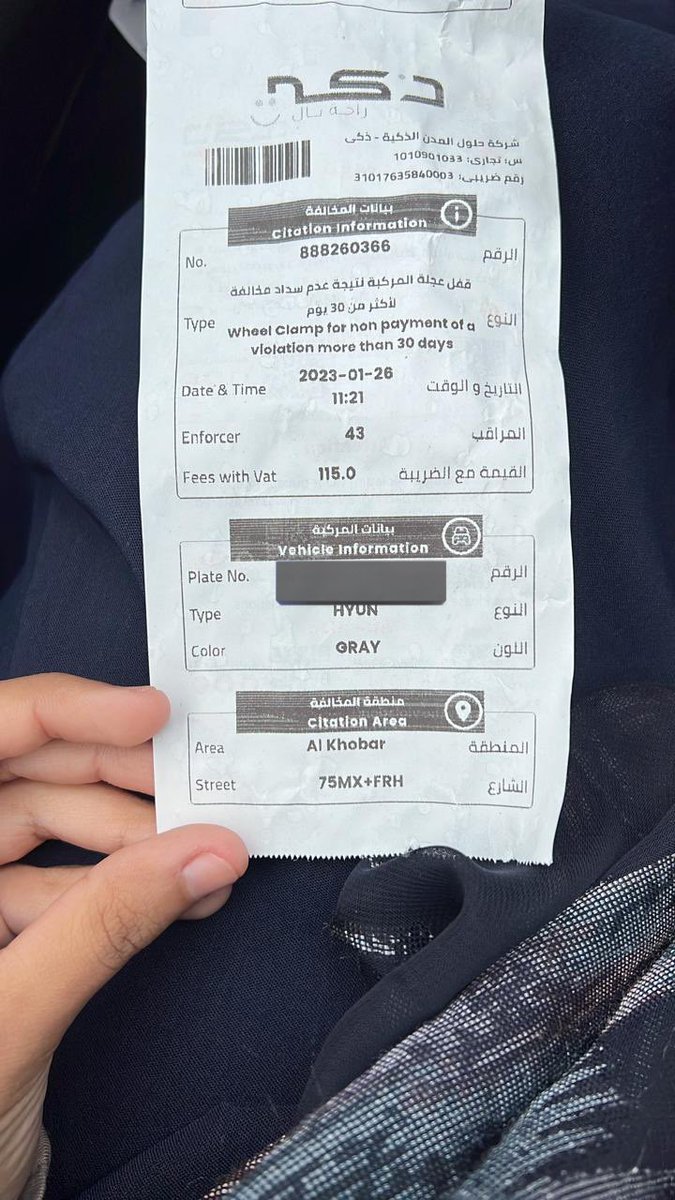 ذكي
راحة بال
شركة حلول المدن الذكية - ذكي
س: تجاري: 1010901033
رقم ضريبي: 31017635840003
بيانات المخالفة
Citation Information
No. 888260366 الرقم
قفل عجلة المركبة نتيجة عدم سداد مخالفة
لأكثر من 30 يوم
Type Wheel Clamp for non payment of a النوع
violation more than 30 days
Date & Time 2023-01-26 التاريخ و الوقت
11:21
Enforcer 43 المراقب
Fees with Vat 115.0 القيمة مع الضريبة
بيانات المركبة
Vehicle Information
Plate No. الرقم
Type HYUN النوع
Color GRAY اللون
منطقة المخالفة
Citation Area
Area Al Khobar المنطقة
Street 75MX+FRH الشارع